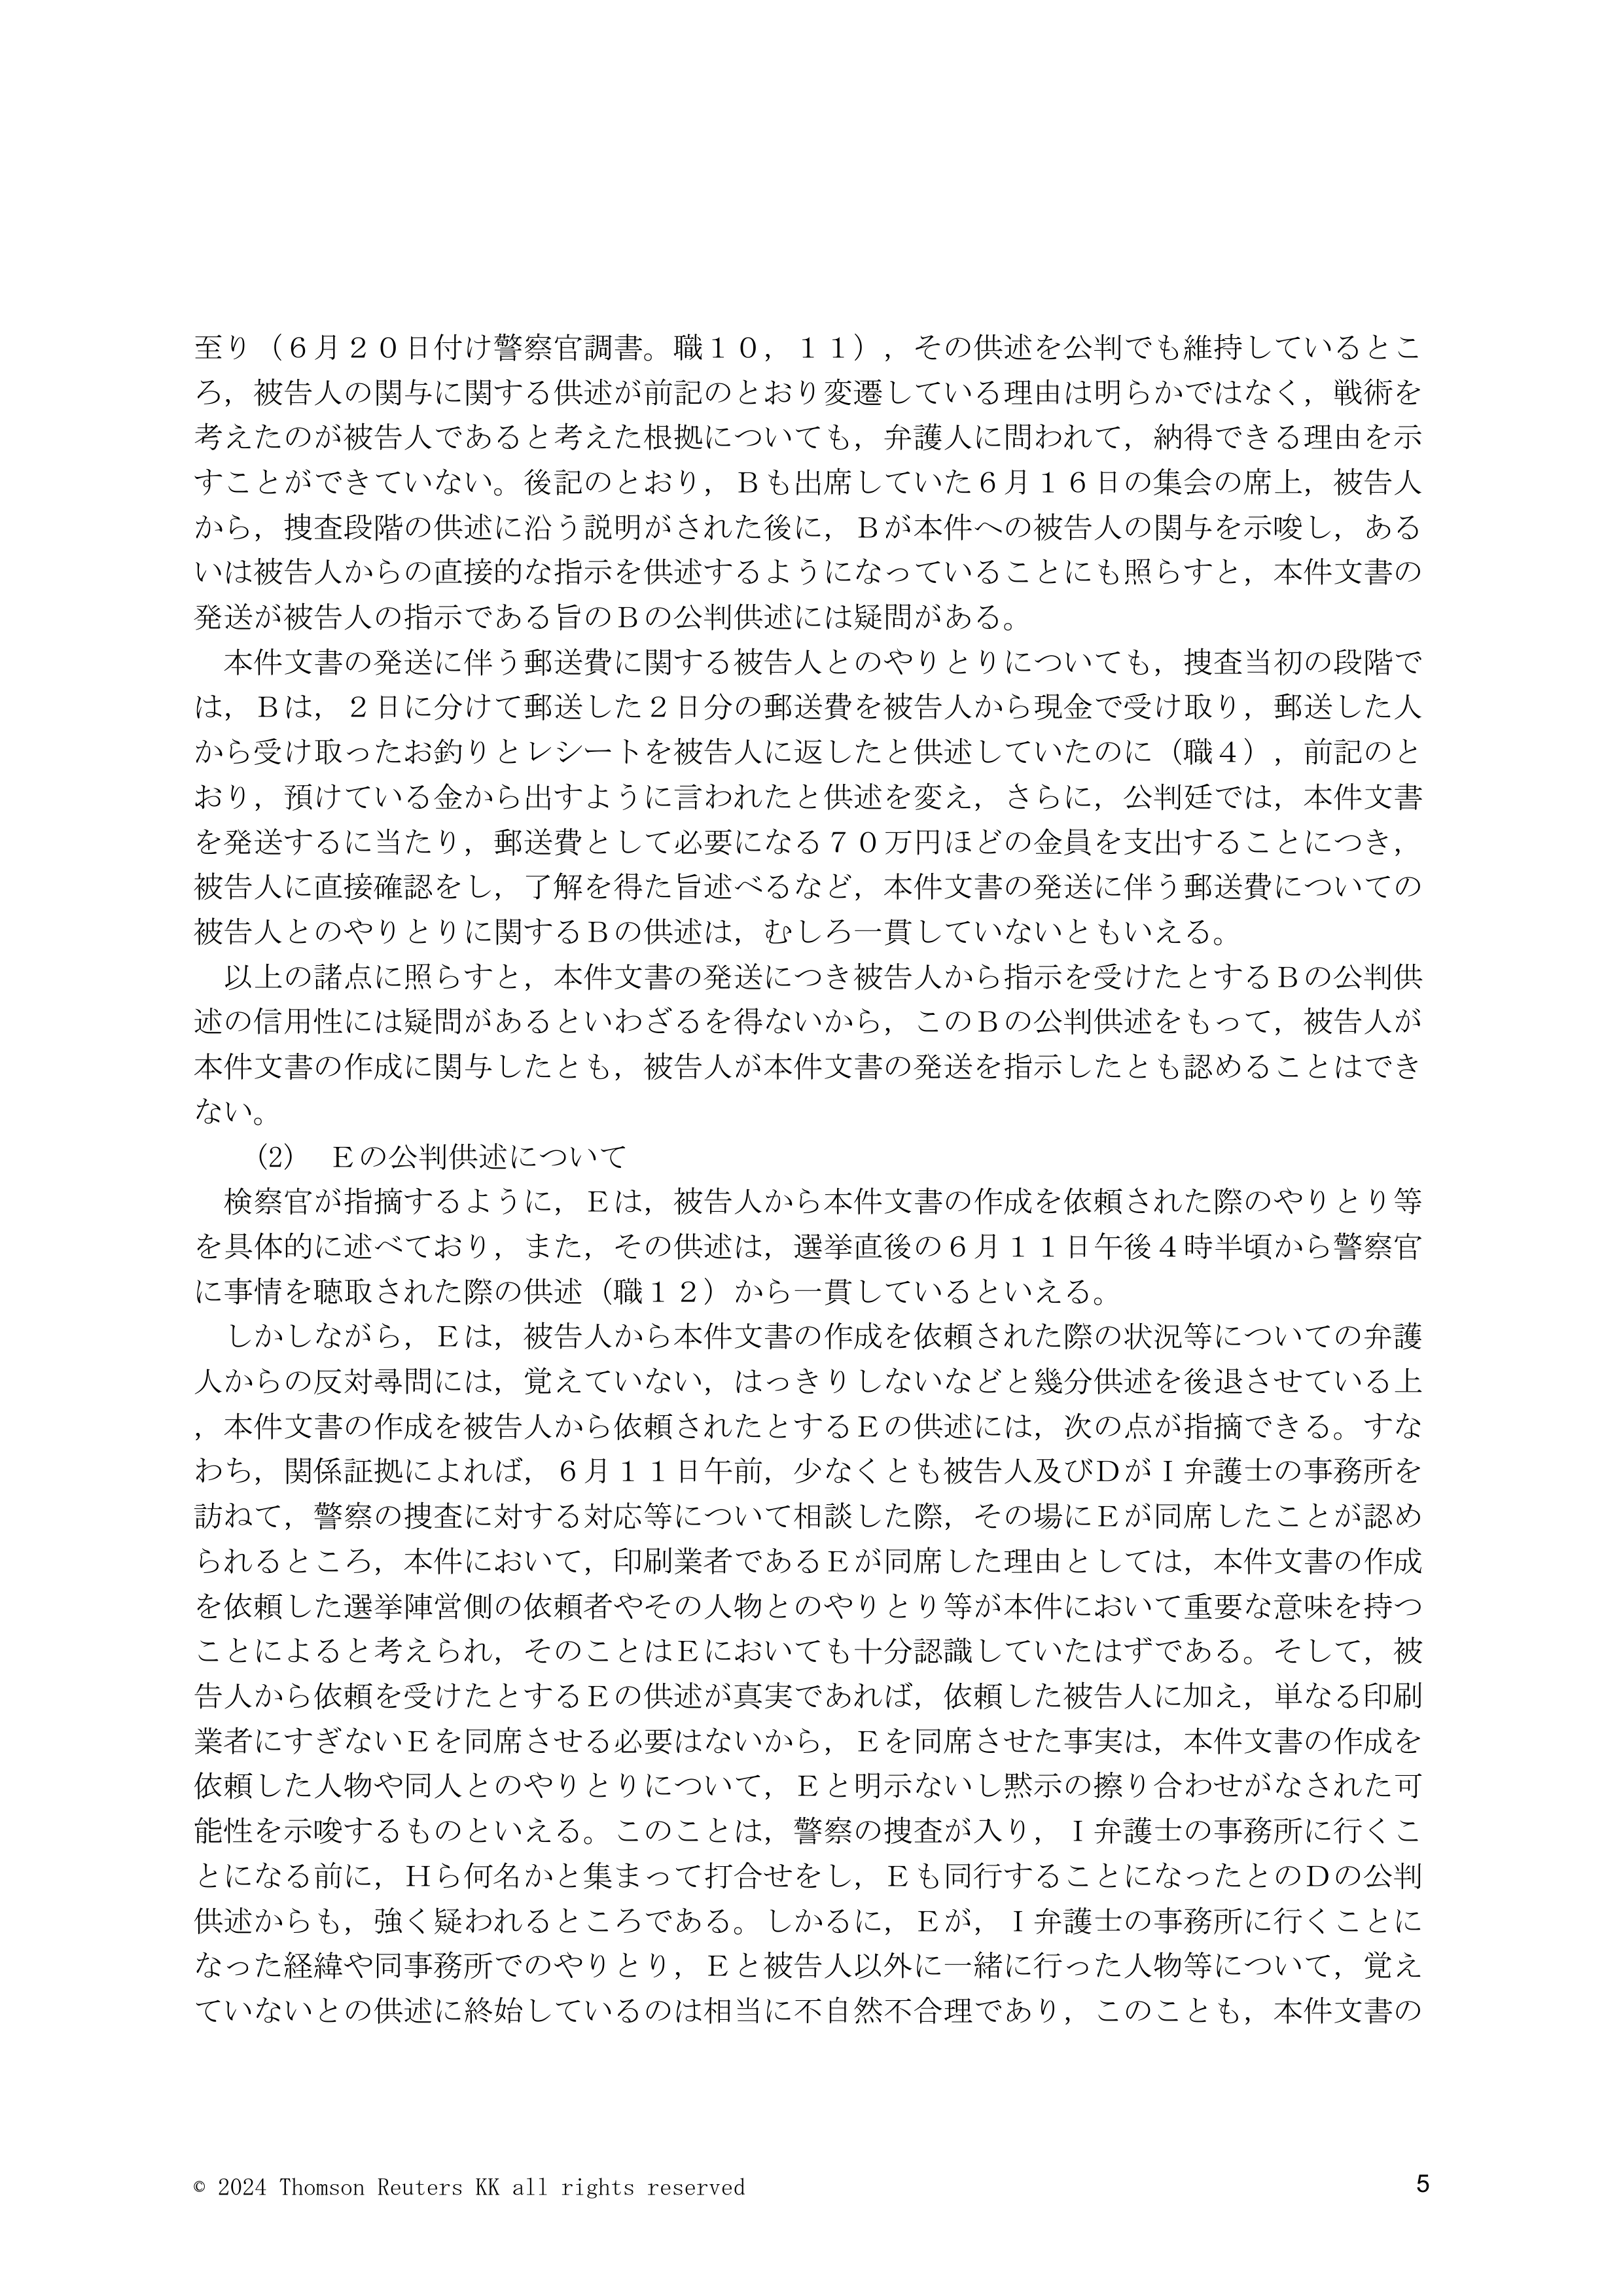 至り（６月２０日付け警察官調書。職１０，１１），その供述を公判でも維持しているとこ
ろ，被告人の関与に関する供述が前記のとおり変遷している理由は明らかではなく，戦術を
考えたのが被告人であると考えた根拠についても，弁護人に問われて，納得できる理由を示
すことができていない。後記のとおり，Ｂも出席していた６月１６日の集会の席上，被告人
から，捜査段階の供述に沿う説明がされた後に，Ｂが本件への被告人の関与を示唆し，ある
いは被告人からの直接的な指示を供述するようになっていることにも照らすと，本件文書の
発送が被告人の指示である旨のＢの公判供述には疑問がある。
　本件文書の発送に伴う郵送費に関する被告人とのやりとりについても，捜査当初の段階で
は，Ｂは，２日に分けて郵送した２日分の郵送費を被告人から現金で受け取り，郵送した人
から受け取ったお釣りとレシートを被告人に返したと供述していたのに（職４），前記のと
おり，預けている金から出すように言われたと供述を変え，さらに，公判廷では，本件文書
を発送するに当たり，郵送費として必要になる７０万円ほどの金員を支出することにつき，
被告人に直接確認をし，了解を得た旨述べるなど，本件文書の発送に伴う郵送費についての
被告人とのやりとりに関するＢの供述は，むしろ一貫していないともいえる。
　以上の諸点に照らすと，本件文書の発送につき被告人から指示を受けたとするＢの公判供
述の信用性には疑問があるといわざるを得ないから，このＢの公判供述をもって，被告人が
本件文書の作成に関与したとも，被告人が本件文書の発送を指示したとも認めることはでき
ない。
　　(2)　Ｅの公判供述について
　検察官が指摘するように，Ｅは，被告人から本件文書の作成を依頼された際のやりとり等
を具体的に述べており，また，その供述は，選挙直後の６月１１日午後４時半頃から警察官
に事情を聴取された際の供述（職１２）から一貫しているといえる。
　しかしながら，Ｅは，被告人から本件文書の作成を依頼された際の状況等についての弁護
人からの反対尋問には，覚えていない，はっきりしないなどと幾分供述を後退させている上
，本件文書の作成を被告人から依頼されたとするＥの供述には，次の点が指摘できる。すな
わち，関係証拠によれば，６月１１日午前，少なくとも被告人及びＤがＩ弁護士の事務所を
訪ねて，警察の捜査に対する対応等について相談した際，その場にＥが同席したことが認め
られるところ，本件において，印刷業者であるＥが同席した理由としては，本件文書の作成
を依頼した選挙陣営側の依頼者やその人物とのやりとり等が本件において重要な意味を持つ
ことによると考えられ，そのことはＥにおいても十分認識していたはずである。そして，被
告人から依頼を受けたとするＥの供述が真実であれば，依頼した被告人に加え，単なる印刷
業者にすぎないＥを同席させる必要はないから，Ｅを同席させた事実は，本件文書の作成を
依頼した人物や同人とのやりとりについて，Ｅと明示ないし黙示の擦り合わせがなされた可
能性を示唆するものといえる。このことは，警察の捜査が入り，Ｉ弁護士の事務所に行くこ
とになる前に，Ｈら何名かと集まって打合せをし，Ｅも同行することになったとのＤの公判
供述からも，強く疑われるところである。しかるに，Ｅが，Ｉ弁護士の事務所に行くことに
なった経緯や同事務所でのやりとり，Ｅと被告人以外に一緒に行った人物等について，覚え
ていないとの供述に終始しているのは相当に不自然不合理であり，このことも，本件文書の
© 2024 Thomson Reuters KK all rights reserved
5